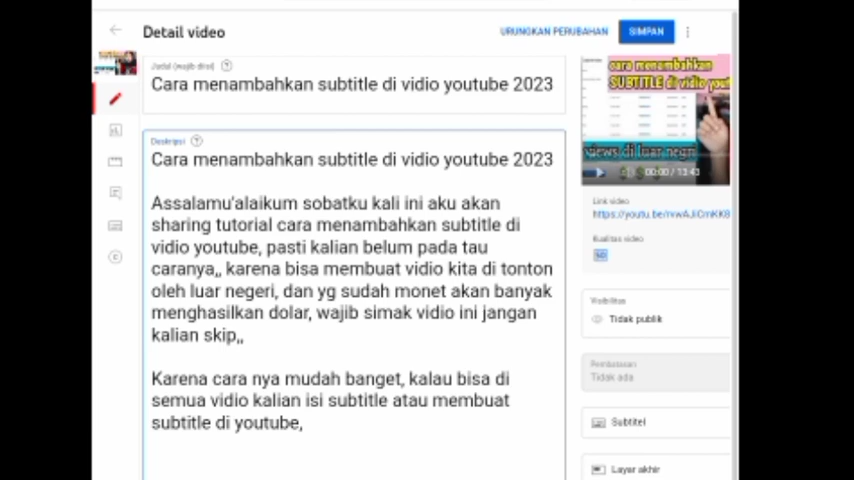 Detail video
URUNGKAN PERUBAHAN
SIMPAN
Judul (wajib diisi)
Cara menambahkan subtitle di vidio youtube 2023
Deskripsi
Cara menambahkan subtitle di vidio youtube 2023
Assalamu'alaikum sobatku kali ini aku akan
sharing tutorial cara menambahkan subtitle di
vidio youtube, pasti kalian belum pada tau
caranya,, karena bisa membuat vidio kita di tonton
oleh luar negeri, dan yg sudah monet akan banyak
menghasilkan dolar, wajib simak vidio ini jangan
kalian skip,,
Karena cara nya mudah banget, kalau bisa di
semua vidio kalian isi subtitle atau membuat
subtitle di youtube,
cara menambahkan
SUBTITLE di vidio yout
views di luar negri
00:00 / 13:43
Link video
Kualitas video
SD
Visibilitas
Tidak publik
Pembatasan
Tidak ada
Subtitel
Layar akhir